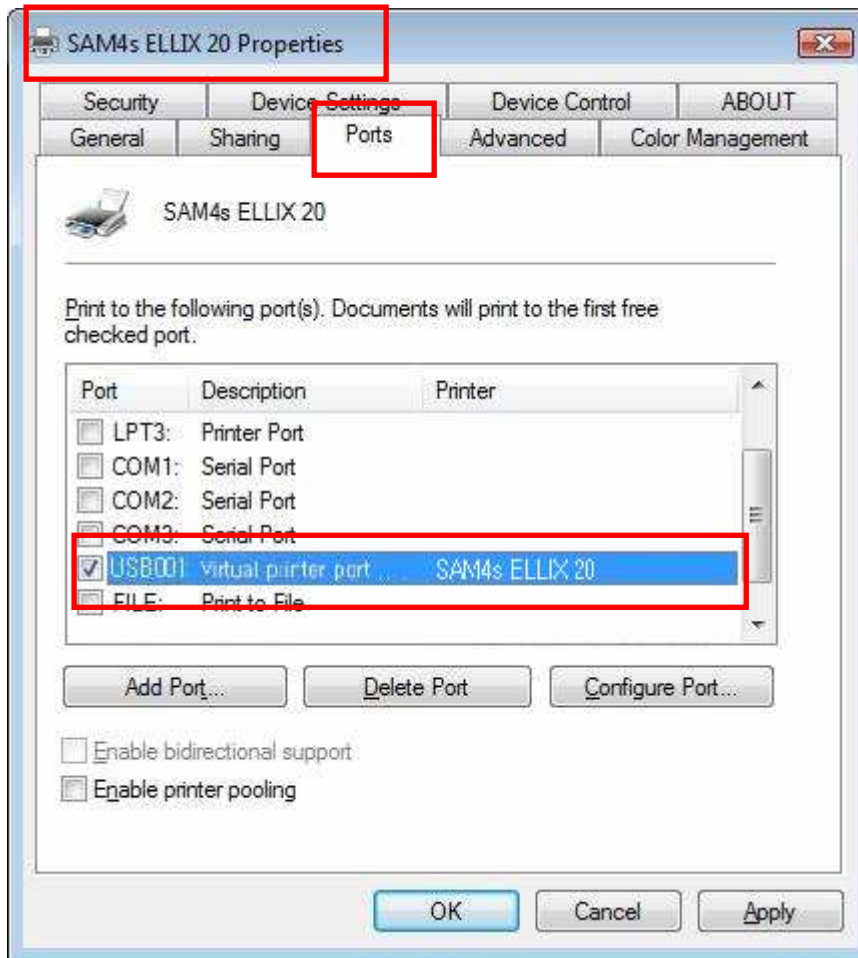 SAM4s ELLIX 20 Properties
Security Device Settings Device Control ABOUT
General Sharing Ports Advanced Color Management
SAM4s ELLIX 20
Print to the following port(s). Documents will print to the first free
checked port.
Port Description Printer
LPT3: Printer Port
COM1: Serial Port
COM2: Serial Port
COM3: Serial Port
USB001 Virtual printer port ... SAM4s ELLIX 20
FILE: Print to File
Add Port... Delete Port Configure Port...
Enable bidirectional support
Enable printer pooling
OK Cancel Apply